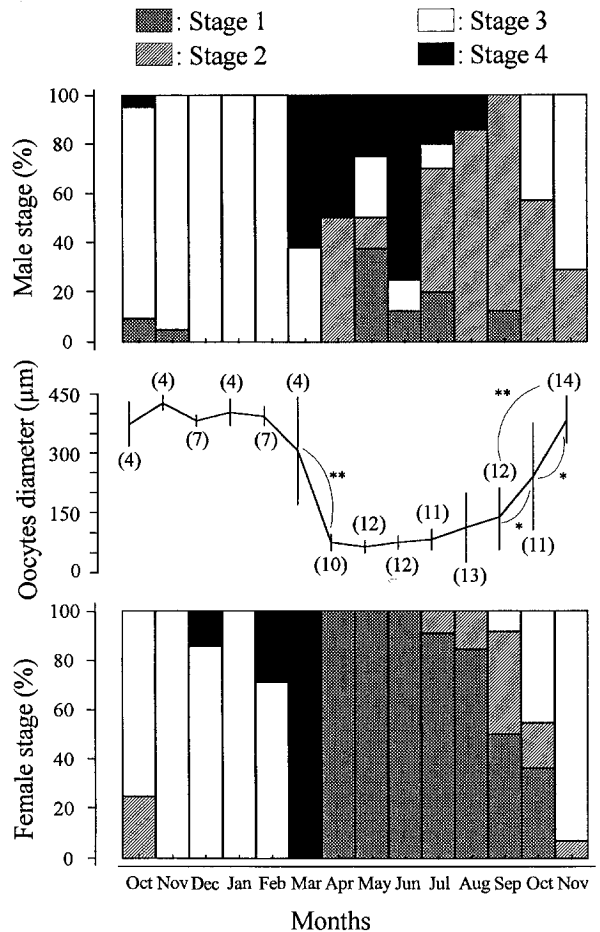 : Stage 1 : Stage 3
: Stage 2 : Stage 4
Male stage (%)
100
80
60
40
20
0
Oocytes diameter (µm)
450
300
150
0
(4) (4) (7) (4) (7) (4) (10) (12) (12) (11) (13) (12) (11) (14)
** ** * *
Female stage (%)
100
80
60
40
20
0
Oct Nov Dec Jan Feb Mar Apr May Jun Jul Aug Sep Oct Nov
Months